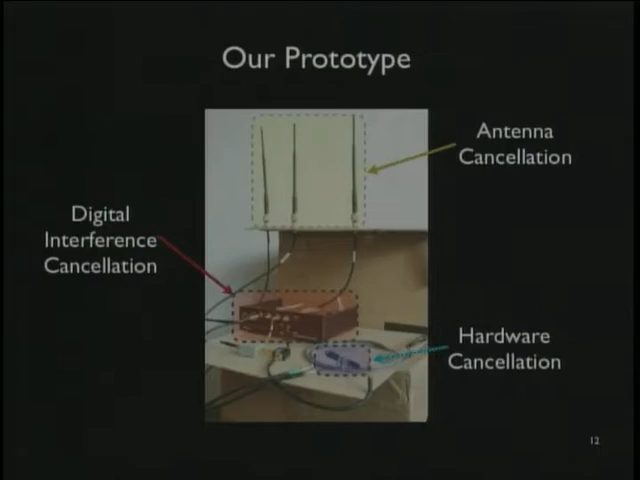 Our Prototype
Antenna
Cancellation
Digital
Interference
Cancellation
Hardware
Cancellation
12